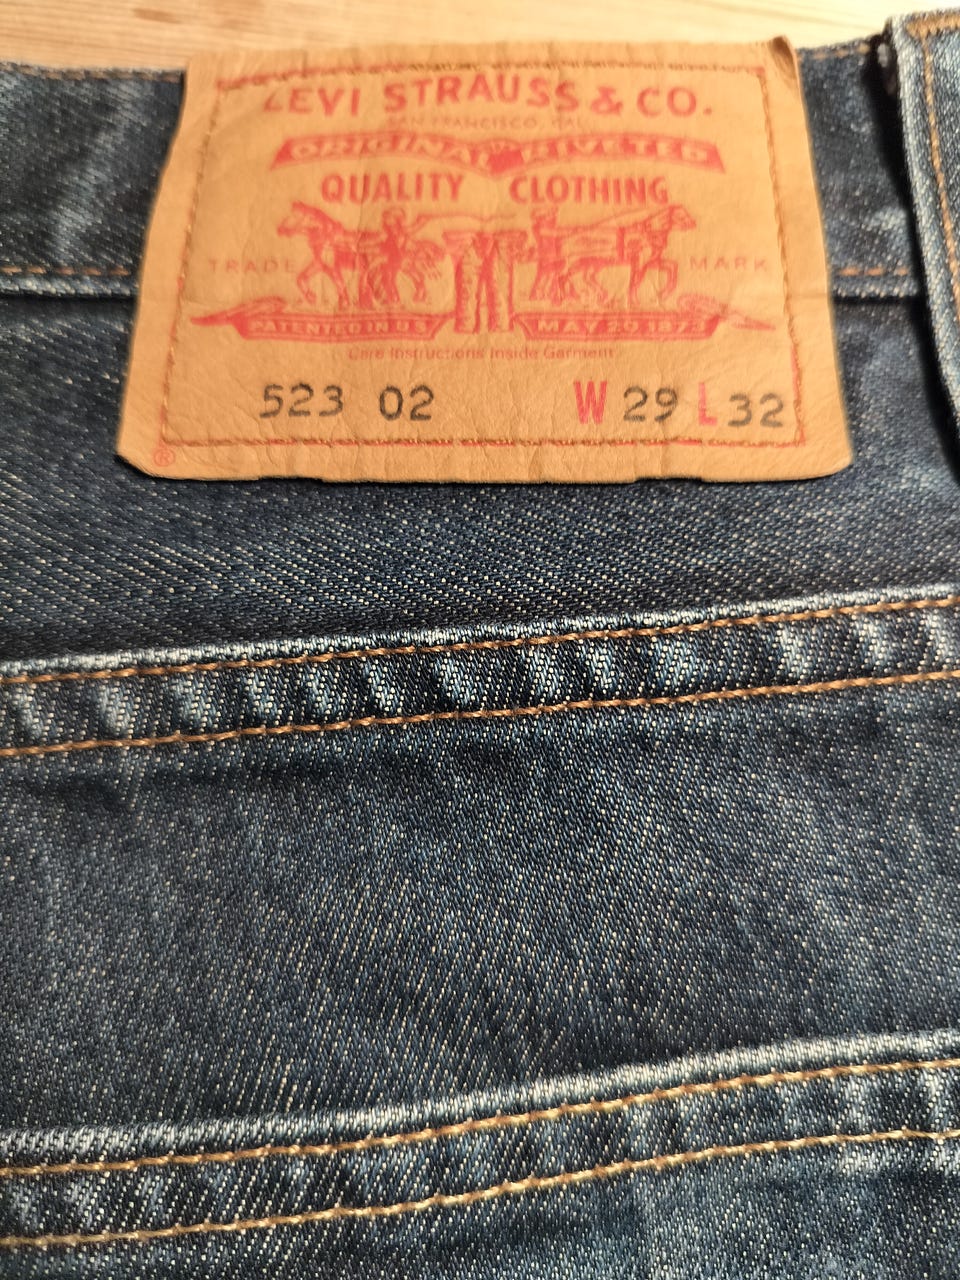 LEVI STRAUSS & CO.
SAN FRANCISCO, CAL.
ORIGINAL RIVETED
QUALITY CLOTHING
TRADE MARK
PATENTED IN U.S. MAY 20 1873
Care Instructions Inside Garment
523 02 W 29 L 32
®